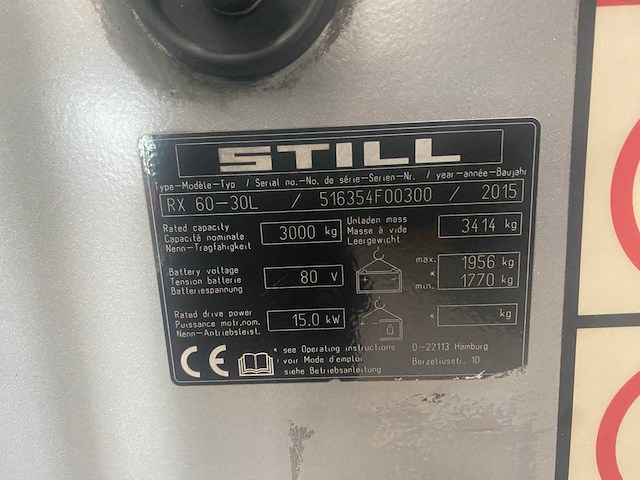 STILL
Type-Modèle-Typ / Serial no.-No. de série-Serien-Nr. / year-année-Baujahr
RX 60-30L / 516354F00300 / 2015
Rated capacity
Capacité nominale
Nenn-Tragfähigkeit
3000 kg
Unladen mass
Masse à vide
Leergewicht
3414 kg
Battery voltage
Tension batterie
Batteriespannung
80 V
max. 1956 kg
*
min. 1770 kg
Rated drive power
Puissance motr.nom.
Nenn-Antriebsleist.
15.0 kW
* kg
CE
* see Operating instructions
voir Mode d'emploi
siehe Betriebsanleitung
D-22113 Hamburg
Berzeliusstr. 10